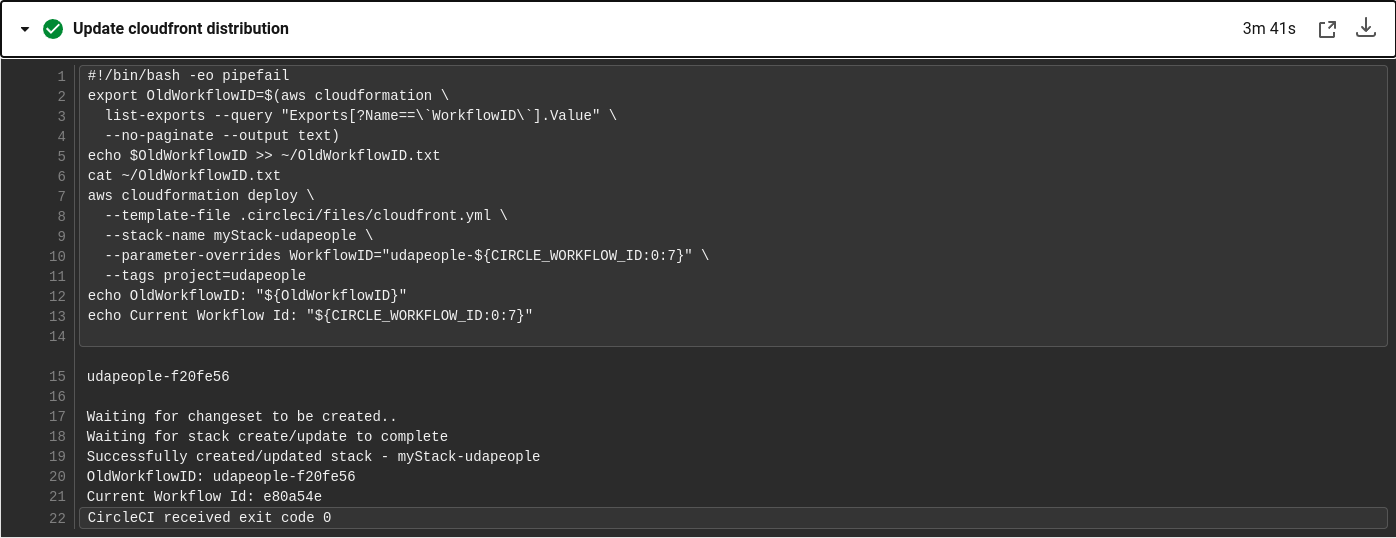 Update cloudfront distribution 3m 41s
1 #!/bin/bash -eo pipefail
2 export OldWorkflowID=$(aws cloudformation \
3   list-exports --query "Exports[?Name==\`WorkflowID\`].Value" \
4   --no-paginate --output text)
5 echo $OldWorkflowID >> ~/OldWorkflowID.txt
6 cat ~/OldWorkflowID.txt
7 aws cloudformation deploy \
8   --template-file .circleci/files/cloudfront.yml \
9   --stack-name myStack-udapeople \
10   --parameter-overrides WorkflowID="udapeople-${CIRCLE_WORKFLOW_ID:0:7}" \
11   --tags project=udapeople
12 echo OldWorkflowID: "${OldWorkflowID}"
13 echo Current Workflow Id: "${CIRCLE_WORKFLOW_ID:0:7}"
14
15 udapeople-f20fe56
16
17 Waiting for changeset to be created..
18 Waiting for stack create/update to complete
19 Successfully created/updated stack - myStack-udapeople
20 OldWorkflowID: udapeople-f20fe56
21 Current Workflow Id: e80a54e
22 CircleCI received exit code 0